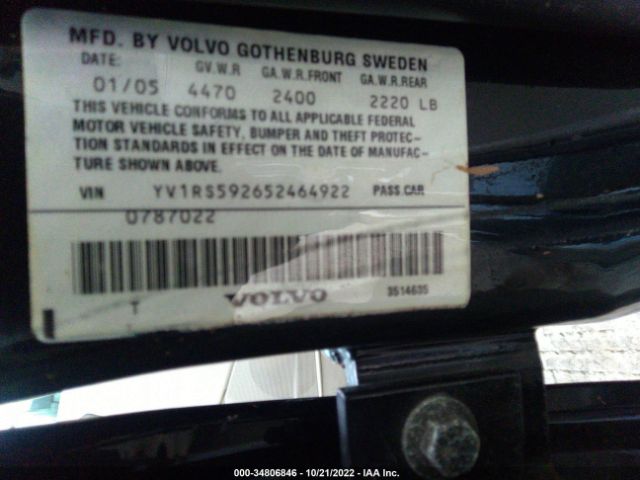 MFD. BY VOLVO GOTHENBURG SWEDEN
DATE: GV.W.R GA.W.R.FRONT GA.W.R.REAR
01/05 4470 2400 2220 LB
THIS VEHICLE CONFORMS TO ALL APPLICABLE FEDERAL
MOTOR VEHICLE SAFETY, BUMPER AND THEFT PROTEC-
TION STANDARDS IN EFFECT ON THE DATE OF MANUFAC-
TURE SHOWN ABOVE.
VIN YV1RS592652464922 PASS CAR
0787022
T VOLVO 3514635
000-34806846 - 10/21/2022 - IAA Inc.